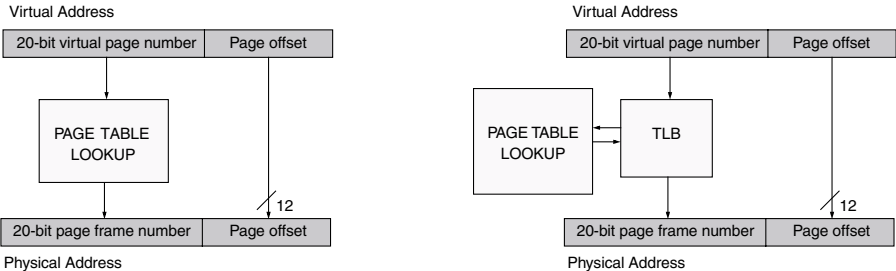 Virtual Address
20-bit virtual page number
Page offset
PAGE TABLE
LOOKUP
12
20-bit page frame number
Page offset
Physical Address
Virtual Address
20-bit virtual page number
Page offset
PAGE TABLE
LOOKUP
TLB
12
20-bit page frame number
Page offset
Physical Address